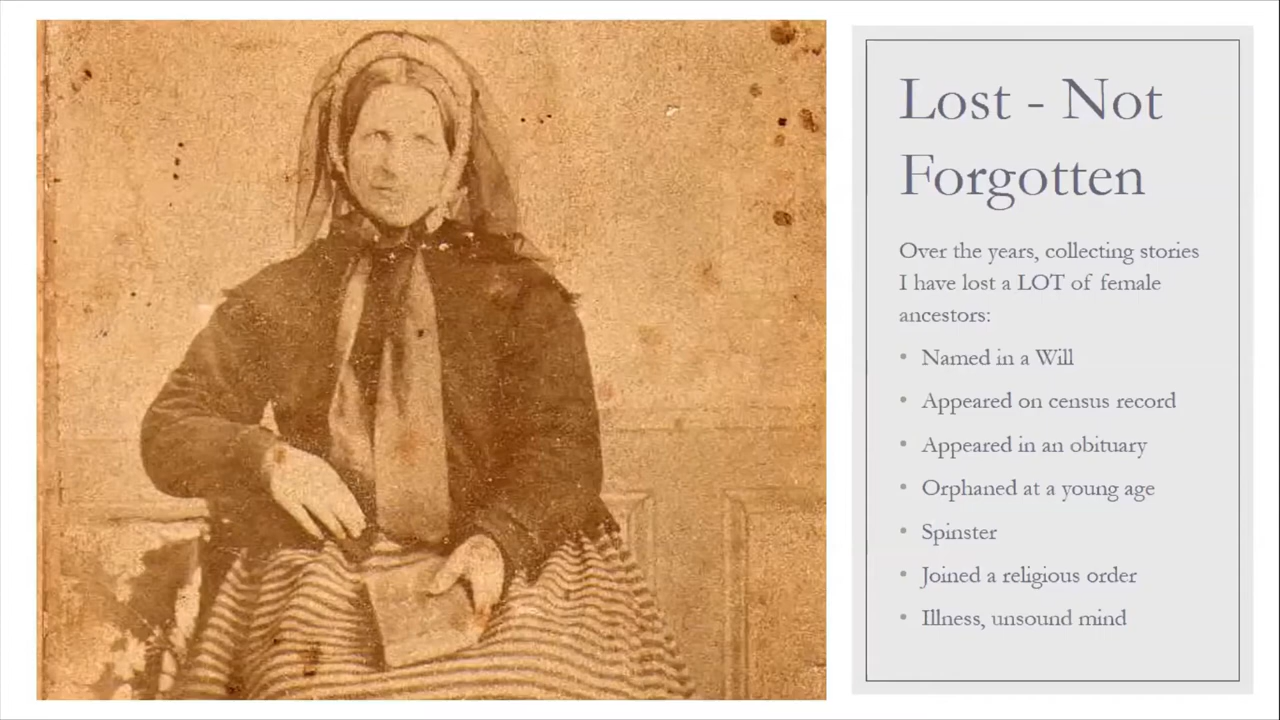 Lost - Not
Forgotten
Over the years, collecting stories
I have lost a LOT of female
ancestors:
• Named in a Will
• Appeared on census record
• Appeared in an obituary
• Orphaned at a young age
• Spinster
• Joined a religious order
• Illness, unsound mind